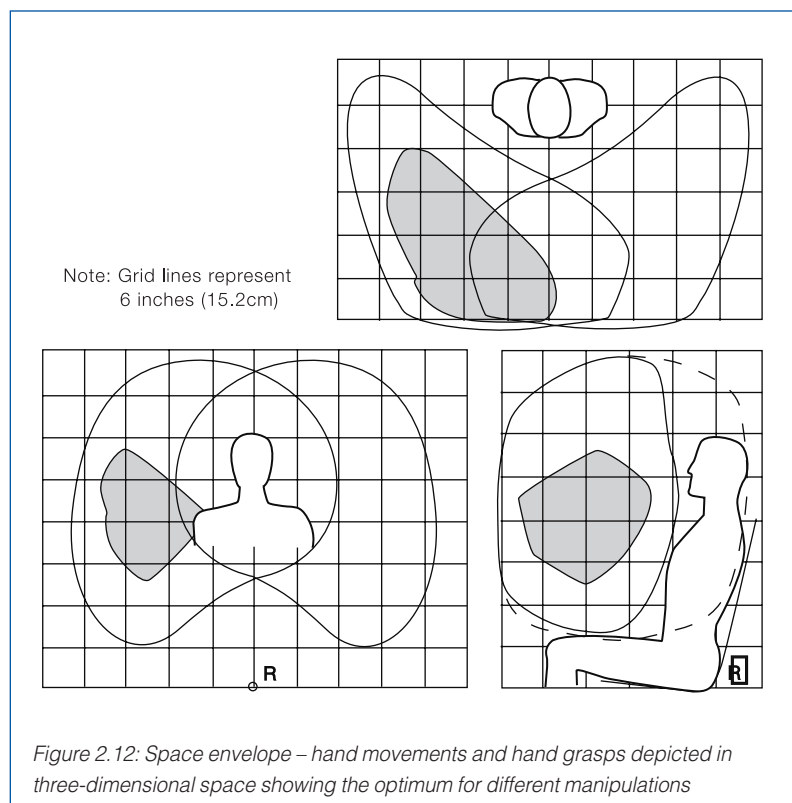 Note: Grid lines represent
6 inches (15.2cm)
R
R
Figure 2.12: Space envelope – hand movements and hand grasps depicted in
three-dimensional space showing the optimum for different manipulations